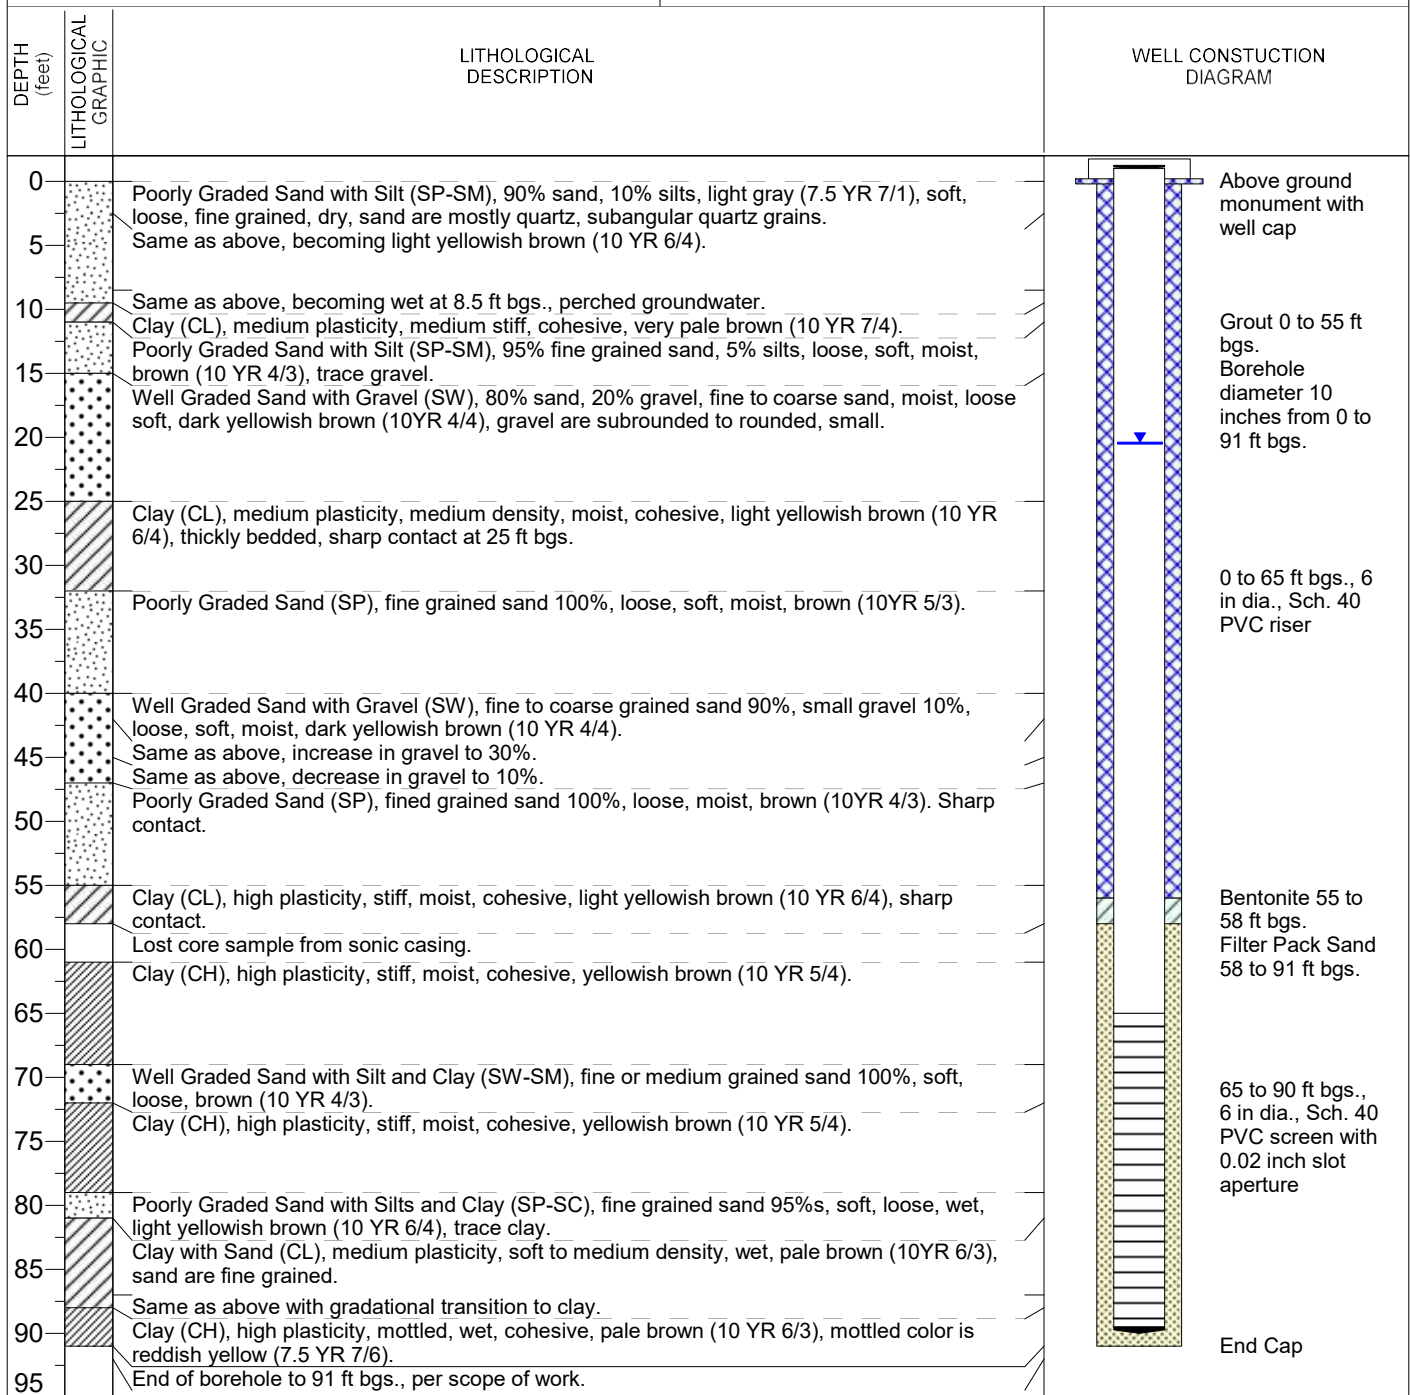 DEPTH
(feet)
LITHOLOGICAL
GRAPHIC
LITHOLOGICAL
DESCRIPTION
WELL CONSTUCTION
DIAGRAM
0
5
10
15
20
25
30
35
40
45
50
55
60
65
70
75
80
85
90
95
Poorly Graded Sand with Silt (SP-SM), 90% sand, 10% silts, light gray (7.5 YR 7/1), soft,
loose, fine grained, dry, sand are mostly quartz, subangular quartz grains.
Same as above, becoming light yellowish brown (10 YR 6/4).
Same as above, becoming wet at 8.5 ft bgs., perched groundwater.
Clay (CL), medium plasticity, medium stiff, cohesive, very pale brown (10 YR 7/4).
Poorly Graded Sand with Silt (SP-SM), 95% fine grained sand, 5% silts, loose, soft, moist,
brown (10 YR 4/3), trace gravel.
Well Graded Sand with Gravel (SW), 80% sand, 20% gravel, fine to coarse sand, moist, loose
soft, dark yellowish brown (10YR 4/4), gravel are subrounded to rounded, small.
Clay (CL), medium plasticity, medium density, moist, cohesive, light yellowish brown (10 YR
6/4), thickly bedded, sharp contact at 25 ft bgs.
Poorly Graded Sand (SP), fine grained sand 100%, loose, soft, moist, brown (10YR 5/3).
Well Graded Sand with Gravel (SW), fine to coarse grained sand 90%, small gravel 10%,
loose, soft, moist, dark yellowish brown (10 YR 4/4).
Same as above, increase in gravel to 30%.
Same as above, decrease in gravel to 10%.
Poorly Graded Sand (SP), fined grained sand 100%, loose, moist, brown (10YR 4/3). Sharp
contact.
Clay (CL), high plasticity, stiff, moist, cohesive, light yellowish brown (10 YR 6/4), sharp
contact.
Lost core sample from sonic casing.
Clay (CH), high plasticity, stiff, moist, cohesive, yellowish brown (10 YR 5/4).
Well Graded Sand with Silt and Clay (SW-SM), fine or medium grained sand 100%, soft,
loose, brown (10 YR 4/3).
Clay (CH), high plasticity, stiff, moist, cohesive, yellowish brown (10 YR 5/4).
Poorly Graded Sand with Silts and Clay (SP-SC), fine grained sand 95%s, soft, loose, wet,
light yellowish brown (10 YR 6/4), trace clay.
Clay with Sand (CL), medium plasticity, soft to medium density, wet, pale brown (10YR 6/3),
sand are fine grained.
Same as above with gradational transition to clay.
Clay (CH), high plasticity, mottled, wet, cohesive, pale brown (10 YR 6/3), mottled color is
reddish yellow (7.5 YR 7/6).
End of borehole to 91 ft bgs., per scope of work.
Above ground
monument with
well cap
Grout 0 to 55 ft
bgs.
Borehole
diameter 10
inches from 0 to
91 ft bgs.
0 to 65 ft bgs., 6
in dia., Sch. 40
PVC riser
Bentonite 55 to
58 ft bgs.
Filter Pack Sand
58 to 91 ft bgs.
65 to 90 ft bgs.,
6 in dia., Sch. 40
PVC screen with
0.02 inch slot
aperture
End Cap